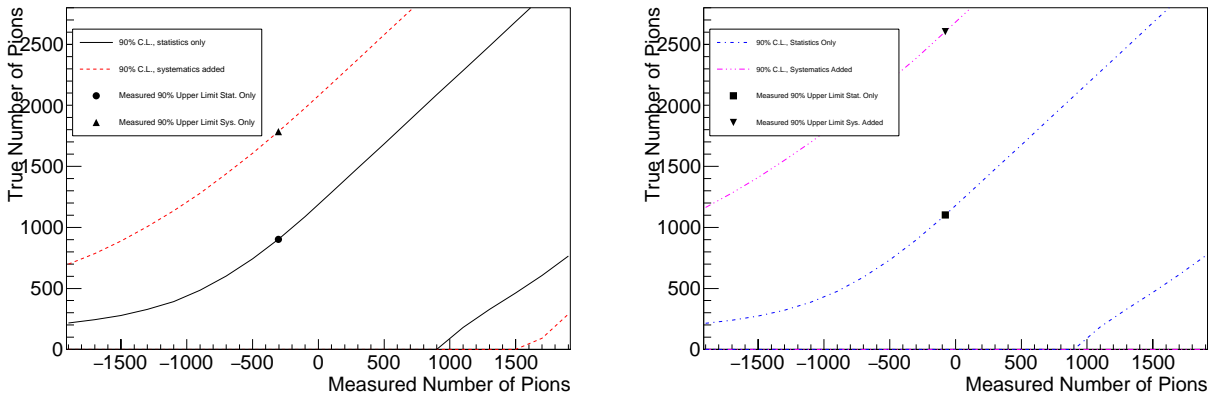 True Number of Pions
2500
2000
1500
1000
500
0
90% C.L., statistics only
90% C.L., systematics added
Measured 90% Upper Limit Stat. Only
Measured 90% Upper Limit Sys. Only
−1500 −1000 −500 0 500 1000 1500
Measured Number of Pions
True Number of Pions
2500
2000
1500
1000
500
0
90% C.L., Statistics Only
90% C.L., Systematics Added
Measured 90% Upper Limit Stat. Only
Measured 90% Upper Limit Sys. Added
−1500 −1000 −500 0 500 1000 1500
Measured Number of Pions